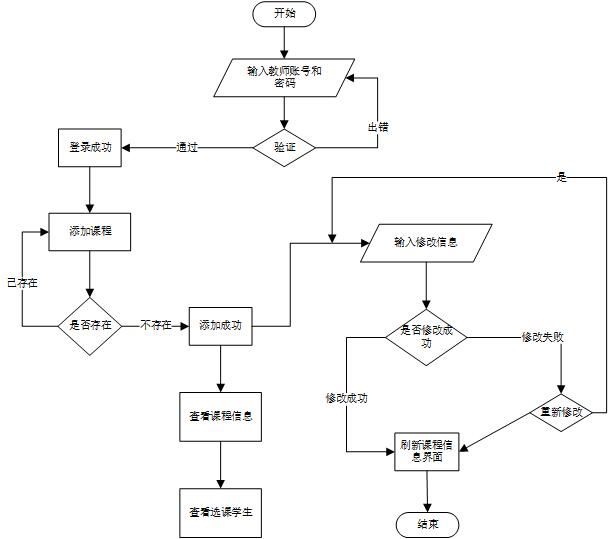 开始
输入教师账号和
密码
出错
登录成功
通过
验证
是
添加课程
输入修改信息
已存在
是否存在
不存在
添加成功
是否修改成
功
修改失败
修改成功
查看课程信息
重新修改
刷新课程信
息界面
查看选课学生
结束